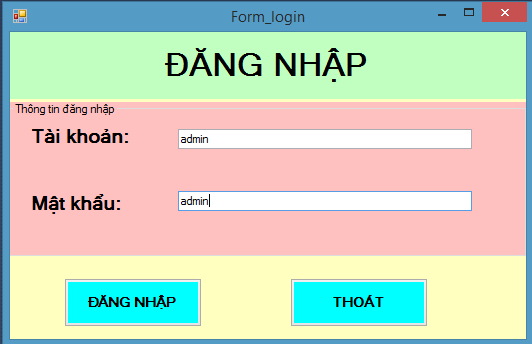 Form_login
ĐĂNG NHẬP
Thông tin đăng nhập
Tài khoản:
admin
Mật khẩu:
admin
ĐĂNG NHẬP
THOÁT